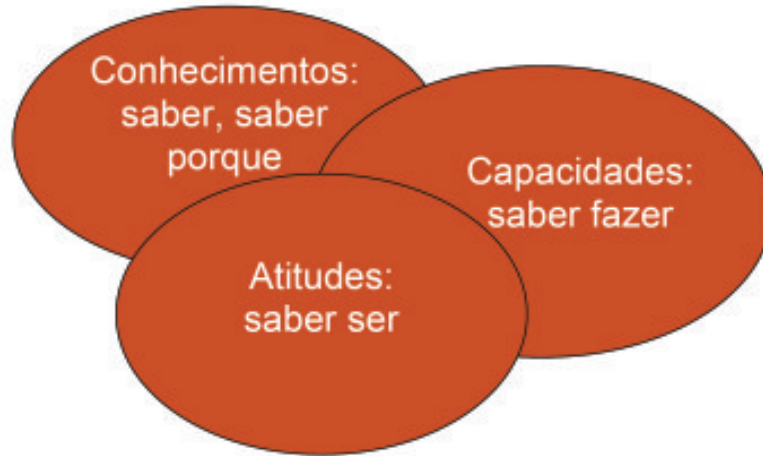 Conhecimentos:
saber, saber
porque
Capacidades:
saber fazer
Atitudes:
saber ser